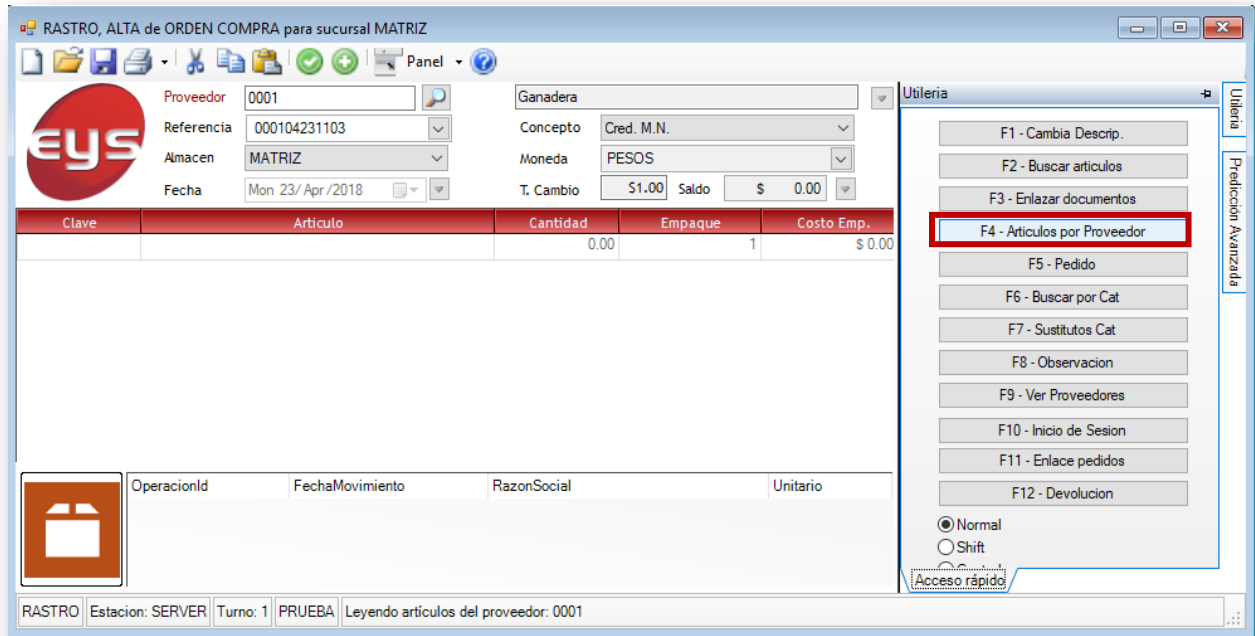 RASTRO, ALTA de ORDEN COMPRA para sucursal MATRIZ
Panel
eys
Proveedor 0001 Ganadera
Referencia 000104231103 Concepto Cred. M.N.
Almacen MATRIZ Moneda PESOS
Fecha Mon 23/Apr/2018 T. Cambio $1.00 Saldo $ 0.00
Clave Articulo Cantidad Empaque Costo Emp.
0.00 1 $ 0.00
OperacionId FechaMovimiento RazonSocial Unitario
Utileria
F1 - Cambia Descrip.
F2 - Buscar articulos
F3 - Enlazar documentos
F4 - Articulos por Proveedor
F5 - Pedido
F6 - Buscar por Cat
F7 - Sustitutos Cat
F8 - Observacion
F9 - Ver Proveedores
F10 - Inicio de Sesion
F11 - Enlace pedidos
F12 - Devolucion
Normal
Shift
Acceso rápido
Utileria
Predicción Avanzada
RASTRO Estacion: SERVER Turno: 1 PRUEBA Leyendo artículos del proveedor: 0001